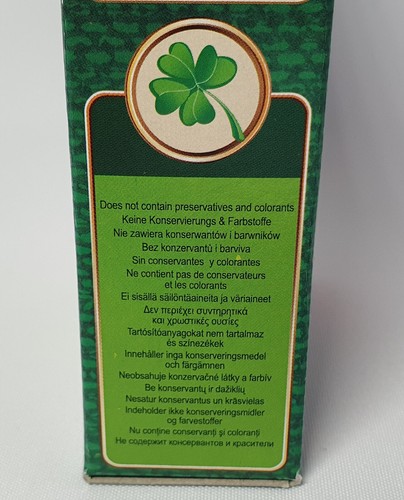 Does not contain preservatives and colorants
Keine Konservierungs & Farbstoffe
Nie zawiera konserwantów i barwników
Bez konzervantů i barviva
Sin conservantes y colorantes
Ne contient pas de conservateurs
et les colorants
Ei sisällä säilöntäaineita ja vänaineet
Δεν περιέχει συντηρητικά
και χρωστικές ουσίες
Tartósítóanyagokat nem tartalmaz
és színezékek
Innehåller inga konserveringsmedel
och färgämnen
Neobsahuje konzervačné látky a farbív
Be konservantų ir dažiklių
Nesatur konservantus un krāsvielas
Indeholder ikke konserveringsmidler
og farvestoffer
Nu conține conservanți și coloranți
Не содержит консервантов и красители